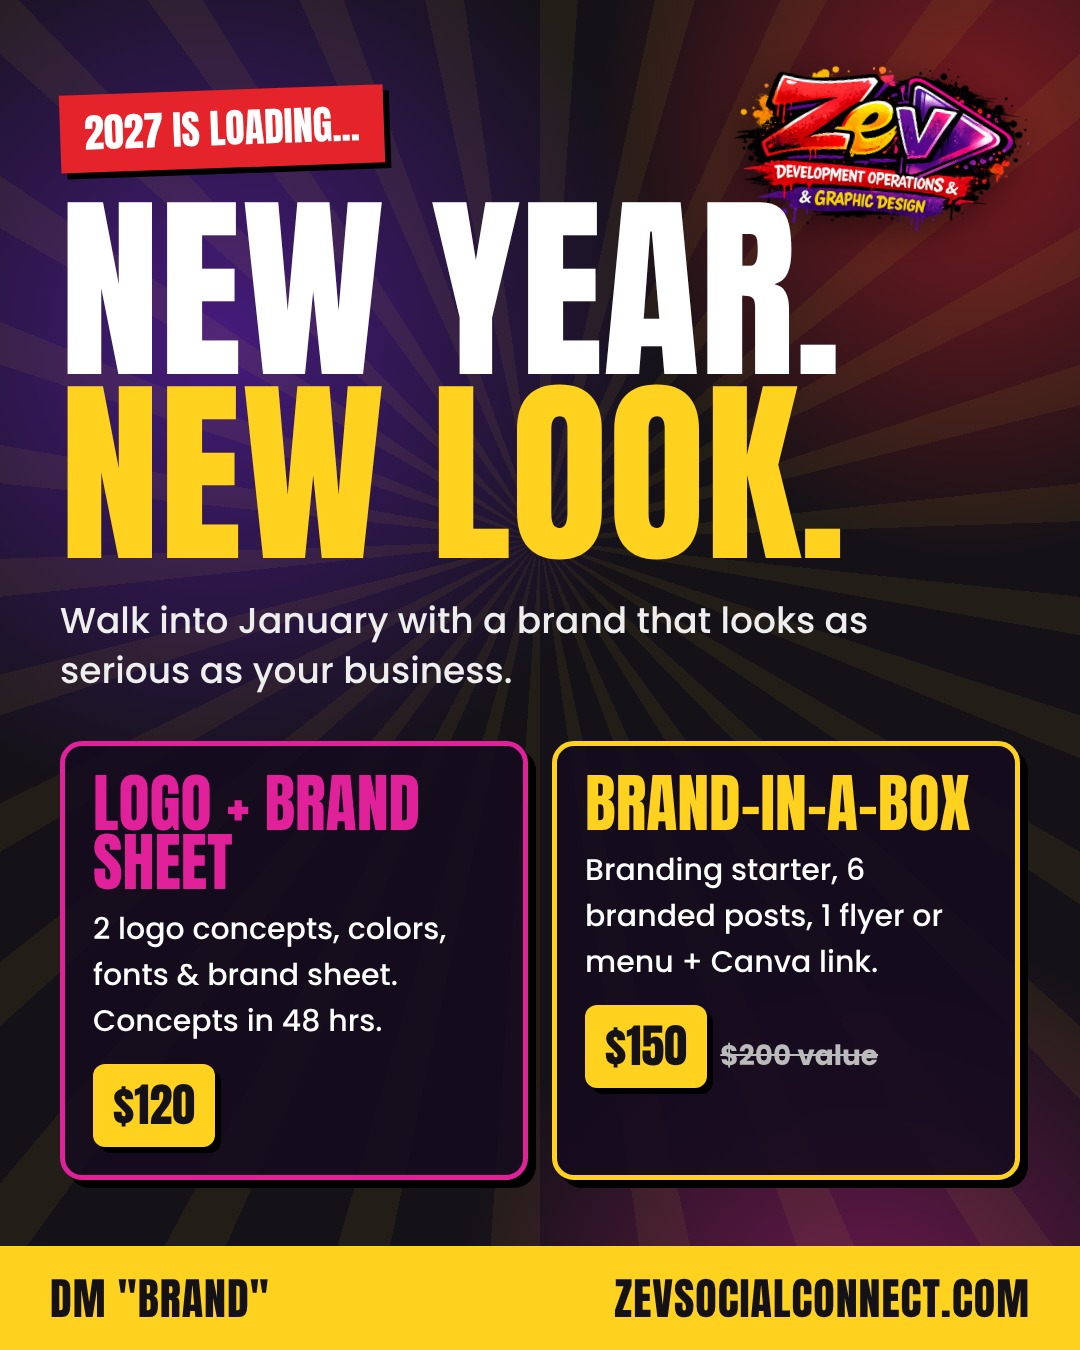 2027 IS LOADING...
Zev
DEVELOPMENT OPERATIONS &
& GRAPHIC DESIGN
NEW YEAR.
NEW LOOK.
Walk into January with a brand that looks as
serious as your business.
LOGO + BRAND
SHEET
2 logo concepts, colors,
fonts & brand sheet.
Concepts in 48 hrs.
$120
BRAND-IN-A-BOX
Branding starter, 6
branded posts, 1 flyer or
menu + Canva link.
$150 $200 value
DM "BRAND"
ZEVSOCIALCONNECT.COM